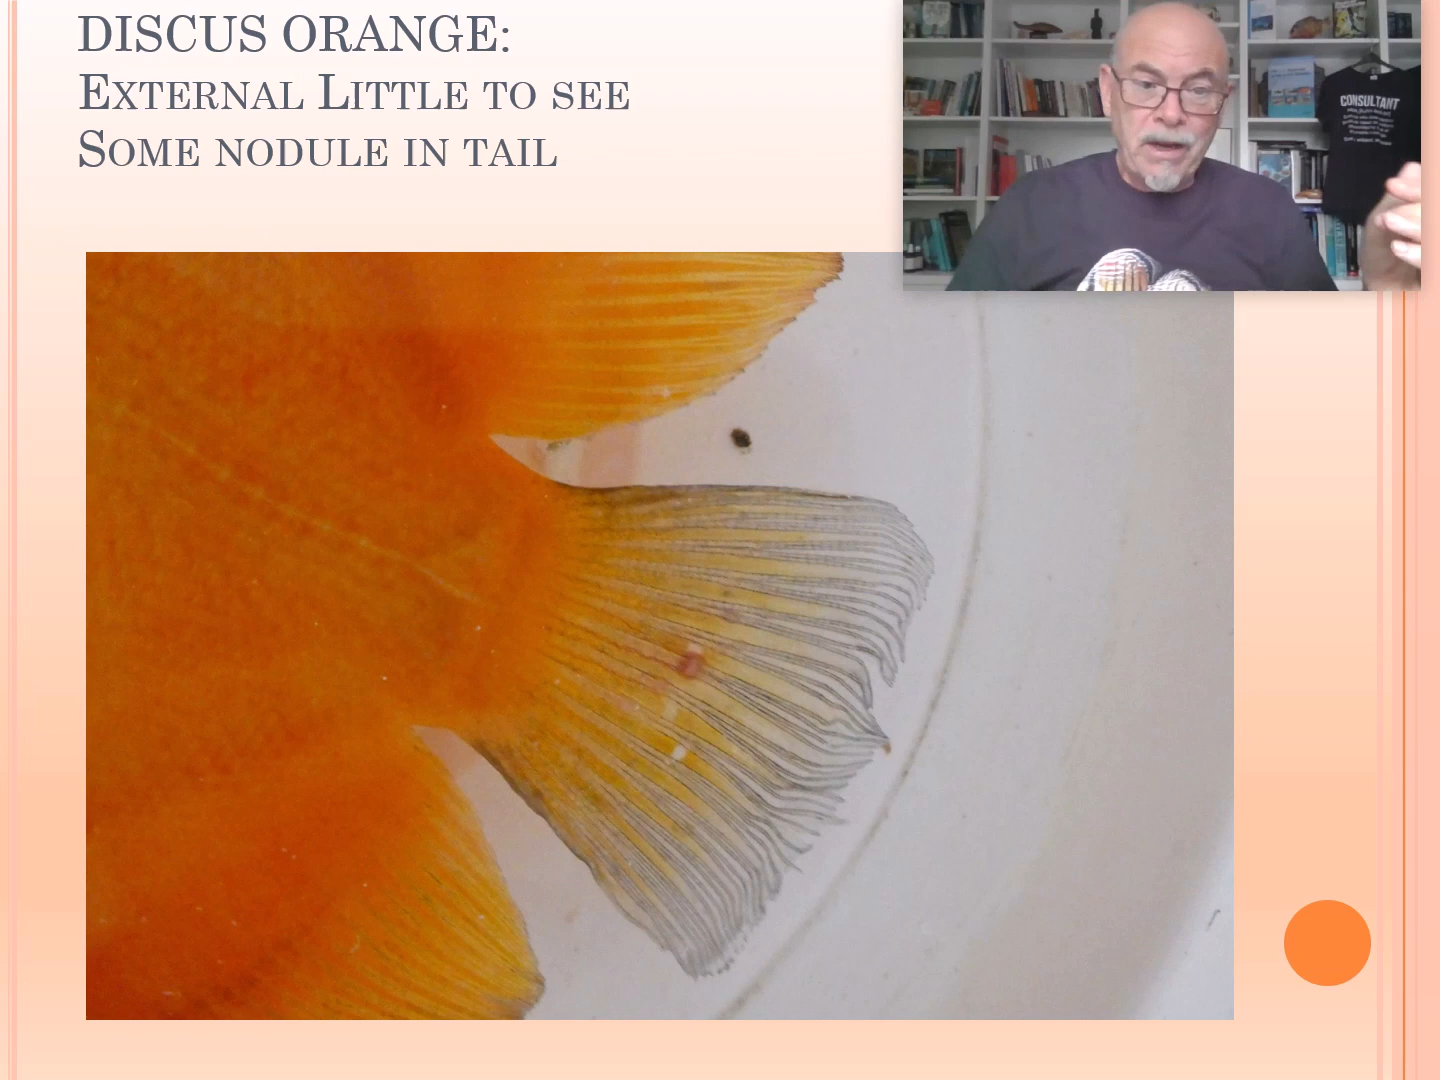 DISCUS ORANGE:
EXTERNAL LITTLE TO SEE
SOME NODULE IN TAIL
CONSULTANT